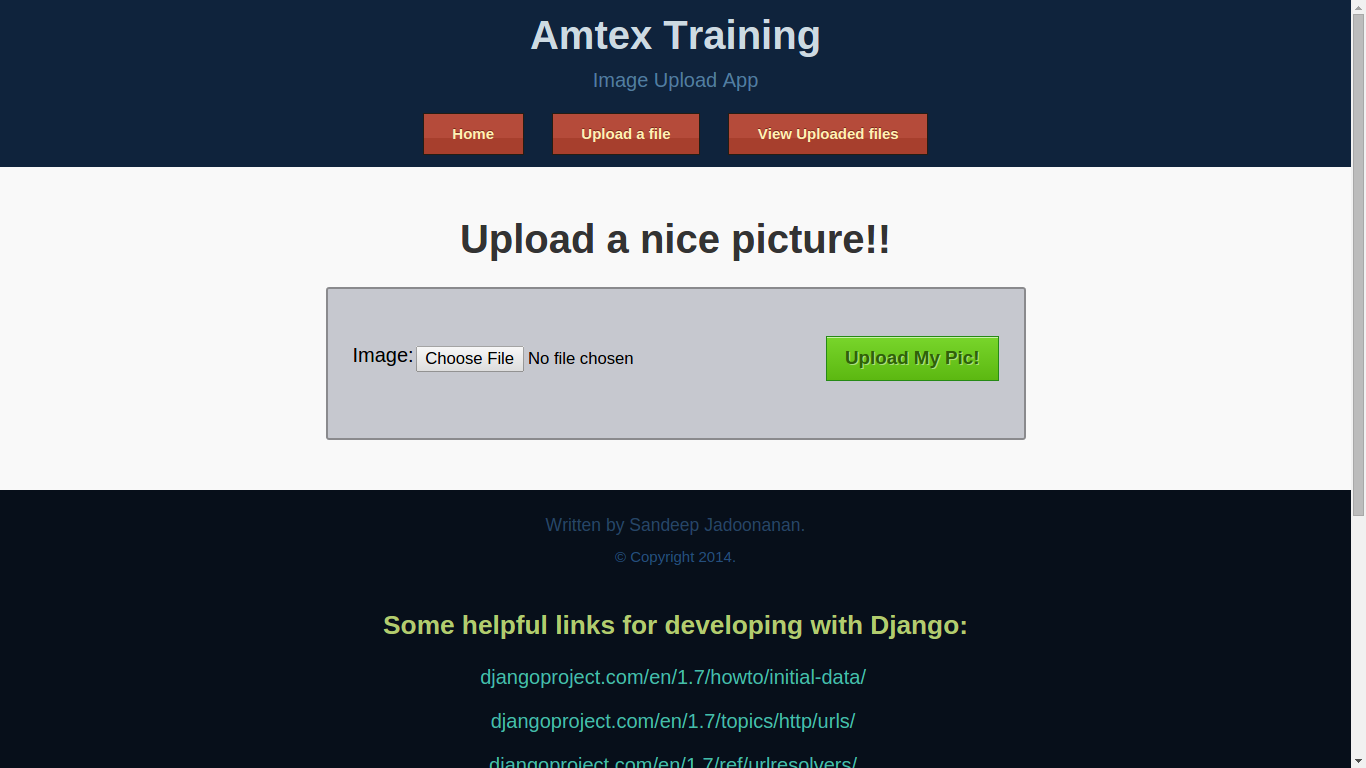 Amtex Training
Image Upload App
Home Upload a file View Uploaded files
Upload a nice picture!!
Image: Choose File No file chosen Upload My Pic!
Written by Sandeep Jadoonanan.
© Copyright 2014.
Some helpful links for developing with Django:
djangoproject.com/en/1.7/howto/initial-data/
djangoproject.com/en/1.7/topics/http/urls/
djangoproject.com/en/1.7/ref/urlresolvers/